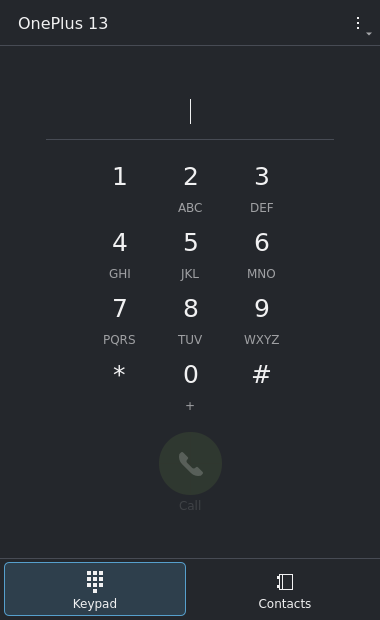 OnePlus 13
1 2 3
ABC DEF
4 5 6
GHI JKL MNO
7 8 9
PQRS TUV WXYZ
* 0 #
+
Call
Keypad Contacts